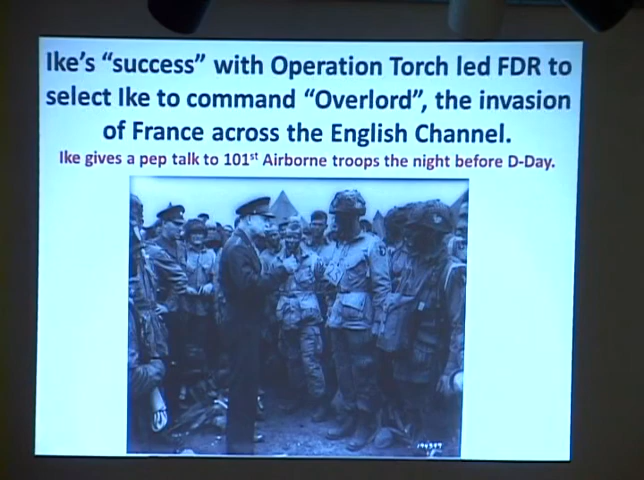 Ike's “success” with Operation Torch led FDR to
select Ike to command “Overlord”, the invasion
of France across the English Channel.
Ike gives a pep talk to 101st Airborne troops the night before D-Day.